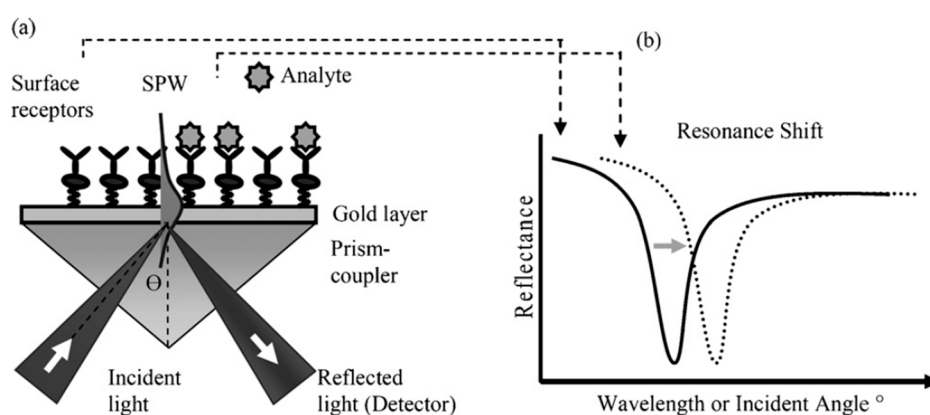 (a)
(b)
Surface
receptors
SPW
Analyte
Resonance Shift
Gold layer
Prism-
coupler
Reflectance
Θ
Incident
light
Reflected
light (Detector)
Wavelength or Incident Angle °